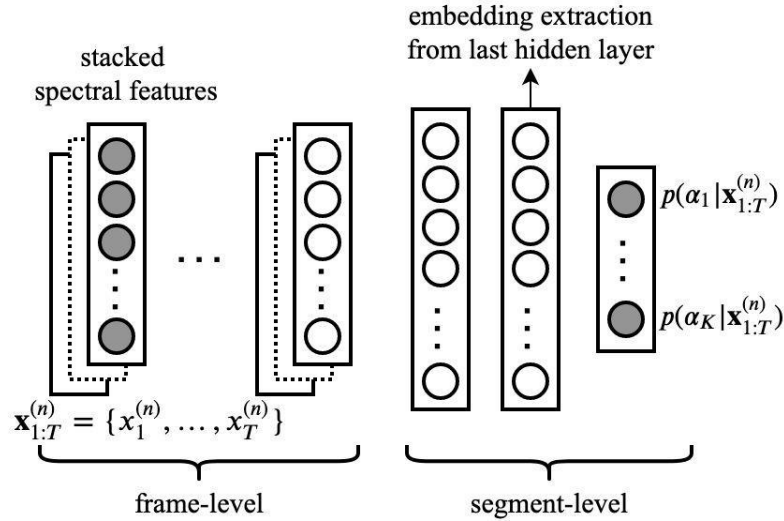 embedding extraction
from last hidden layer
stacked
spectral features
. . .
p(α₁|𝐱₁:T⁽ⁿ⁾)
p(α_K|𝐱₁:T⁽ⁿ⁾)
𝐱₁:T⁽ⁿ⁾ = {x₁⁽ⁿ⁾, . . . , x_T⁽ⁿ⁾}
frame-level
segment-level